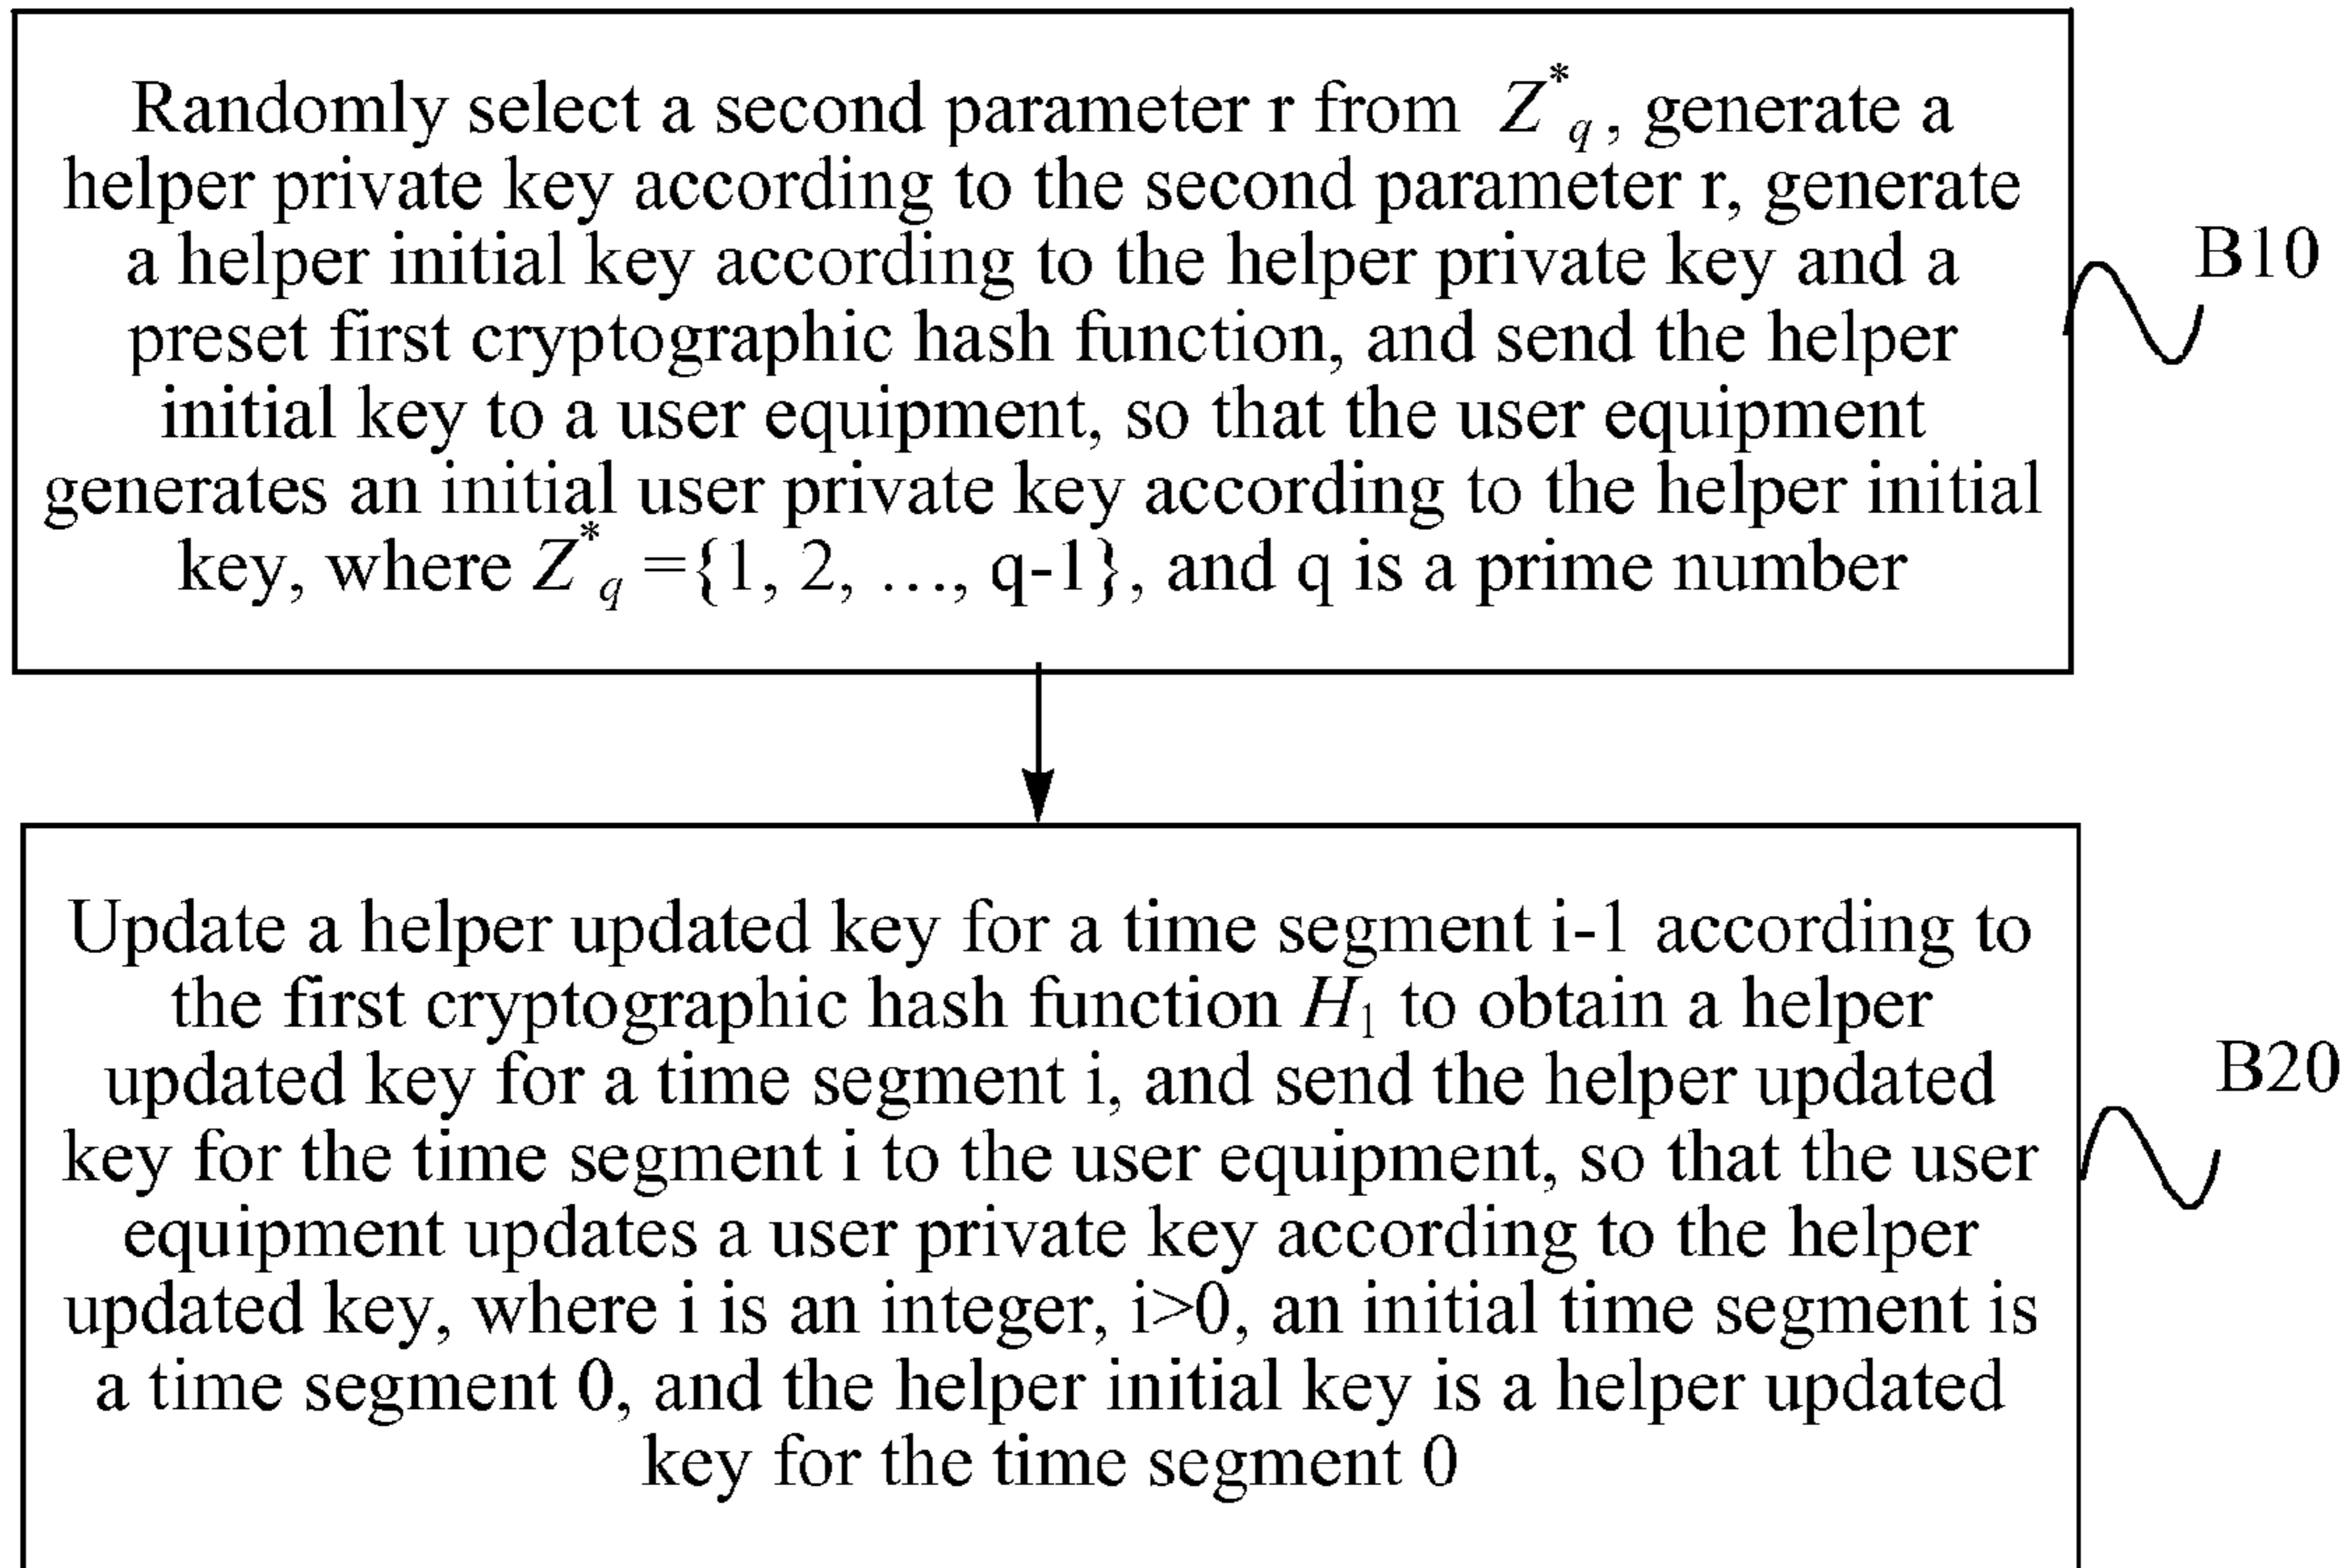 Randomly select a second parameter r from Z*q, generate a
helper private key according to the second parameter r, generate
a helper initial key according to the helper private key and a
preset first cryptographic hash function, and send the helper
initial key to a user equipment, so that the user equipment
generates an initial user private key according to the helper initial
key, where Z*q={1, 2, …, q-1}, and q is a prime number
B10
Update a helper updated key for a time segment i-1 according to
the first cryptographic hash function H1 to obtain a helper
updated key for a time segment i, and send the helper updated
key for the time segment i to the user equipment, so that the user
equipment updates a user private key according to the helper
updated key, where i is an integer, i>0, an initial time segment is
a time segment 0, and the helper initial key is a helper updated
key for the time segment 0
B20